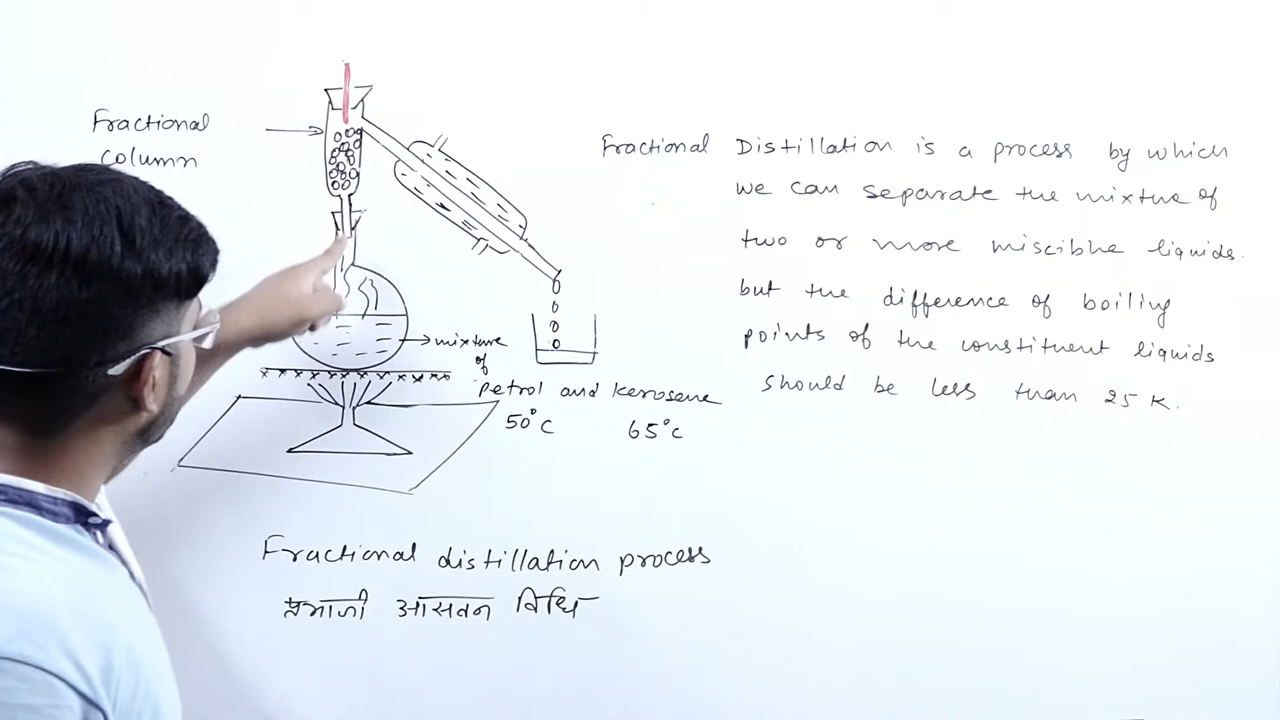 Fractional
column
Fractional Distillation is a process by which
we can separate the mixture of
two or more miscible liquids.
but the difference of boiling
points of the constituent liquids
should be less than 25 K.
mixture
of
petrol and kerosene
50°C 65°C
Fractional distillation process
प्रभाजी आसवन विधि